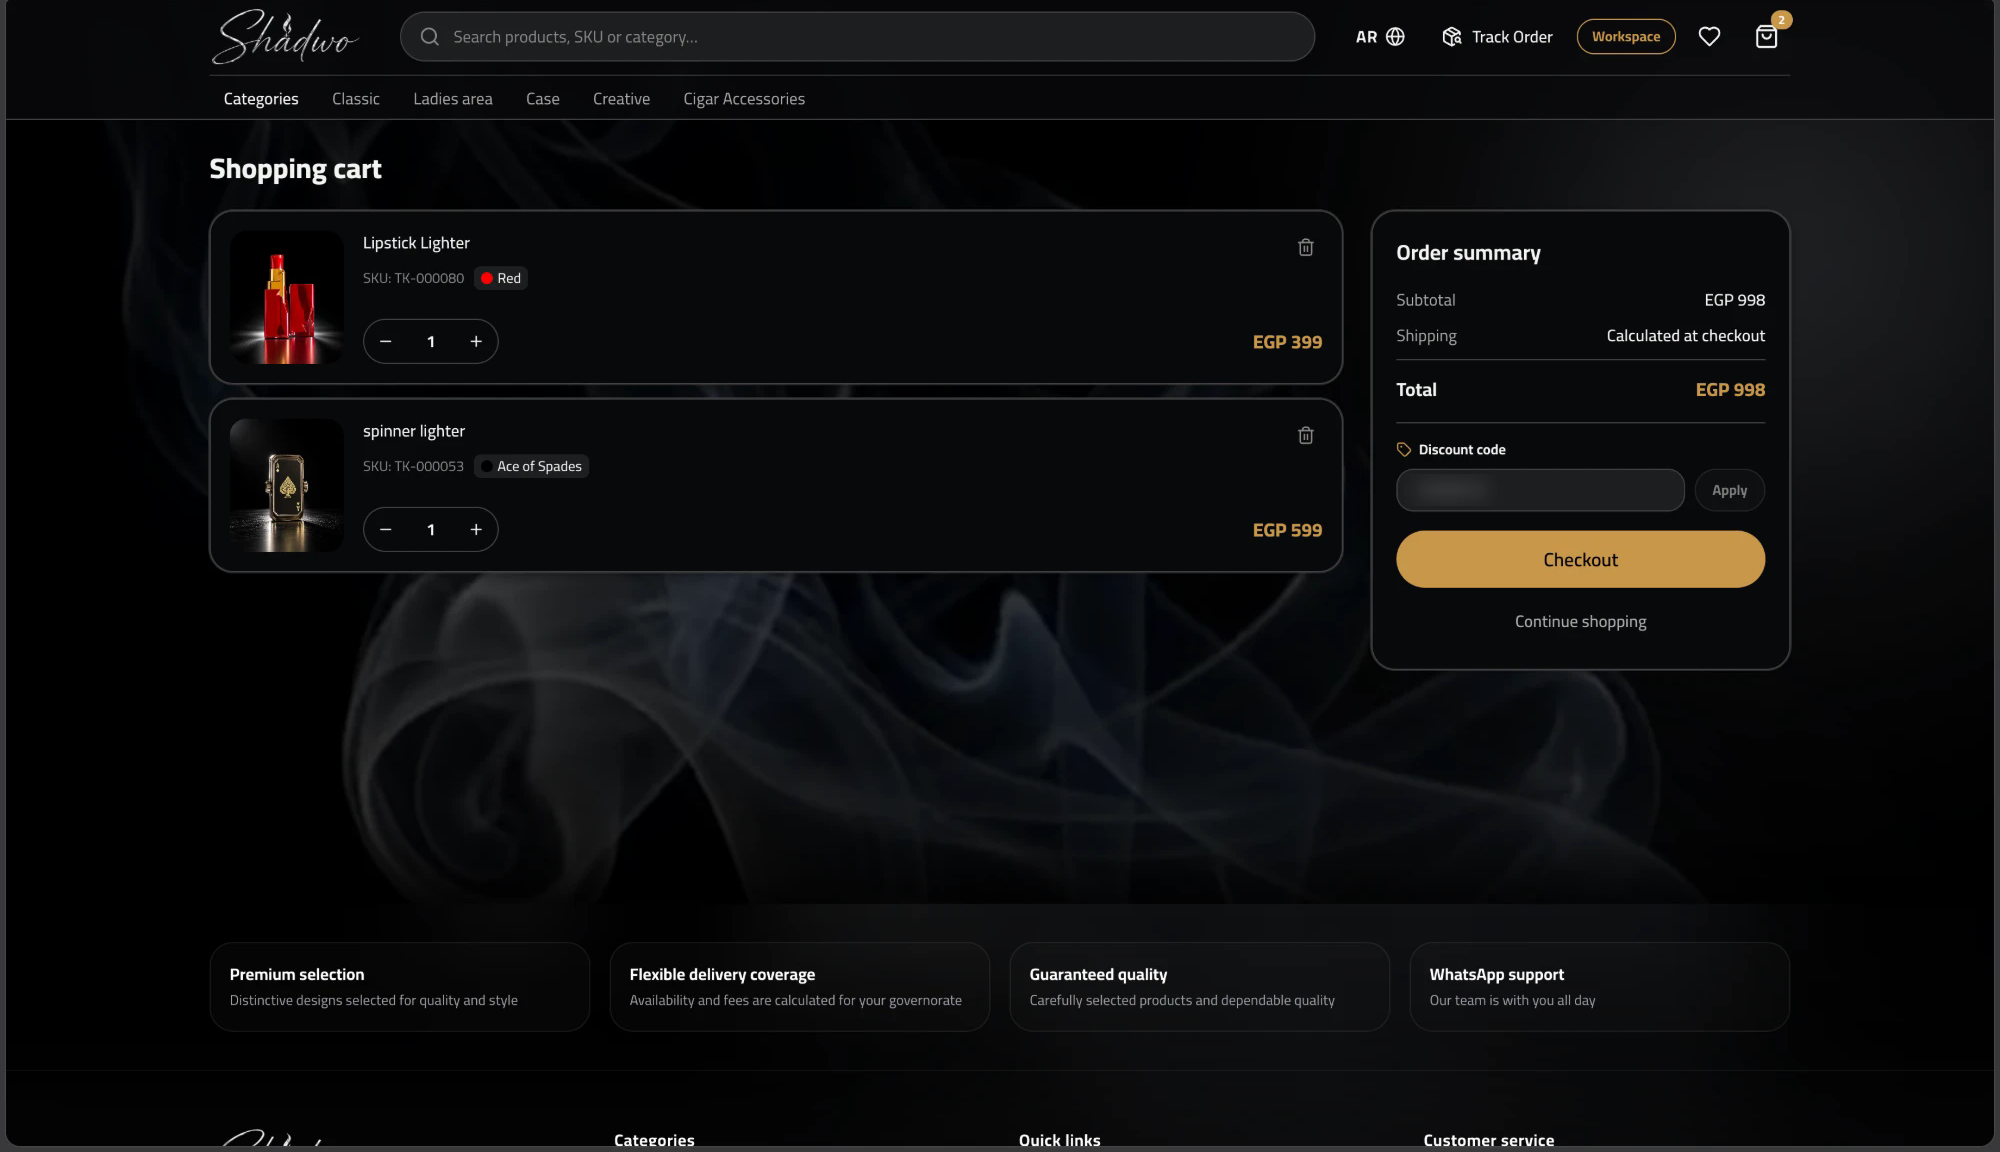 Shadwo
Search products, SKU or category...
AR
Track Order
Workspace
2
Categories
Classic
Ladies area
Case
Creative
Cigar Accessories
Shopping cart
Lipstick Lighter
SKU: TK-000080
Red
− 1 +
EGP 399
spinner lighter
SKU: TK-000053
Ace of Spades
− 1 +
EGP 599
Order summary
Subtotal EGP 998
Shipping Calculated at checkout
Total EGP 998
Discount code
Apply
Checkout
Continue shopping
Premium selection
Distinctive designs selected for quality and style
Flexible delivery coverage
Availability and fees are calculated for your governorate
Guaranteed quality
Carefully selected products and dependable quality
WhatsApp support
Our team is with you all day
Categories
Quick links
Customer service